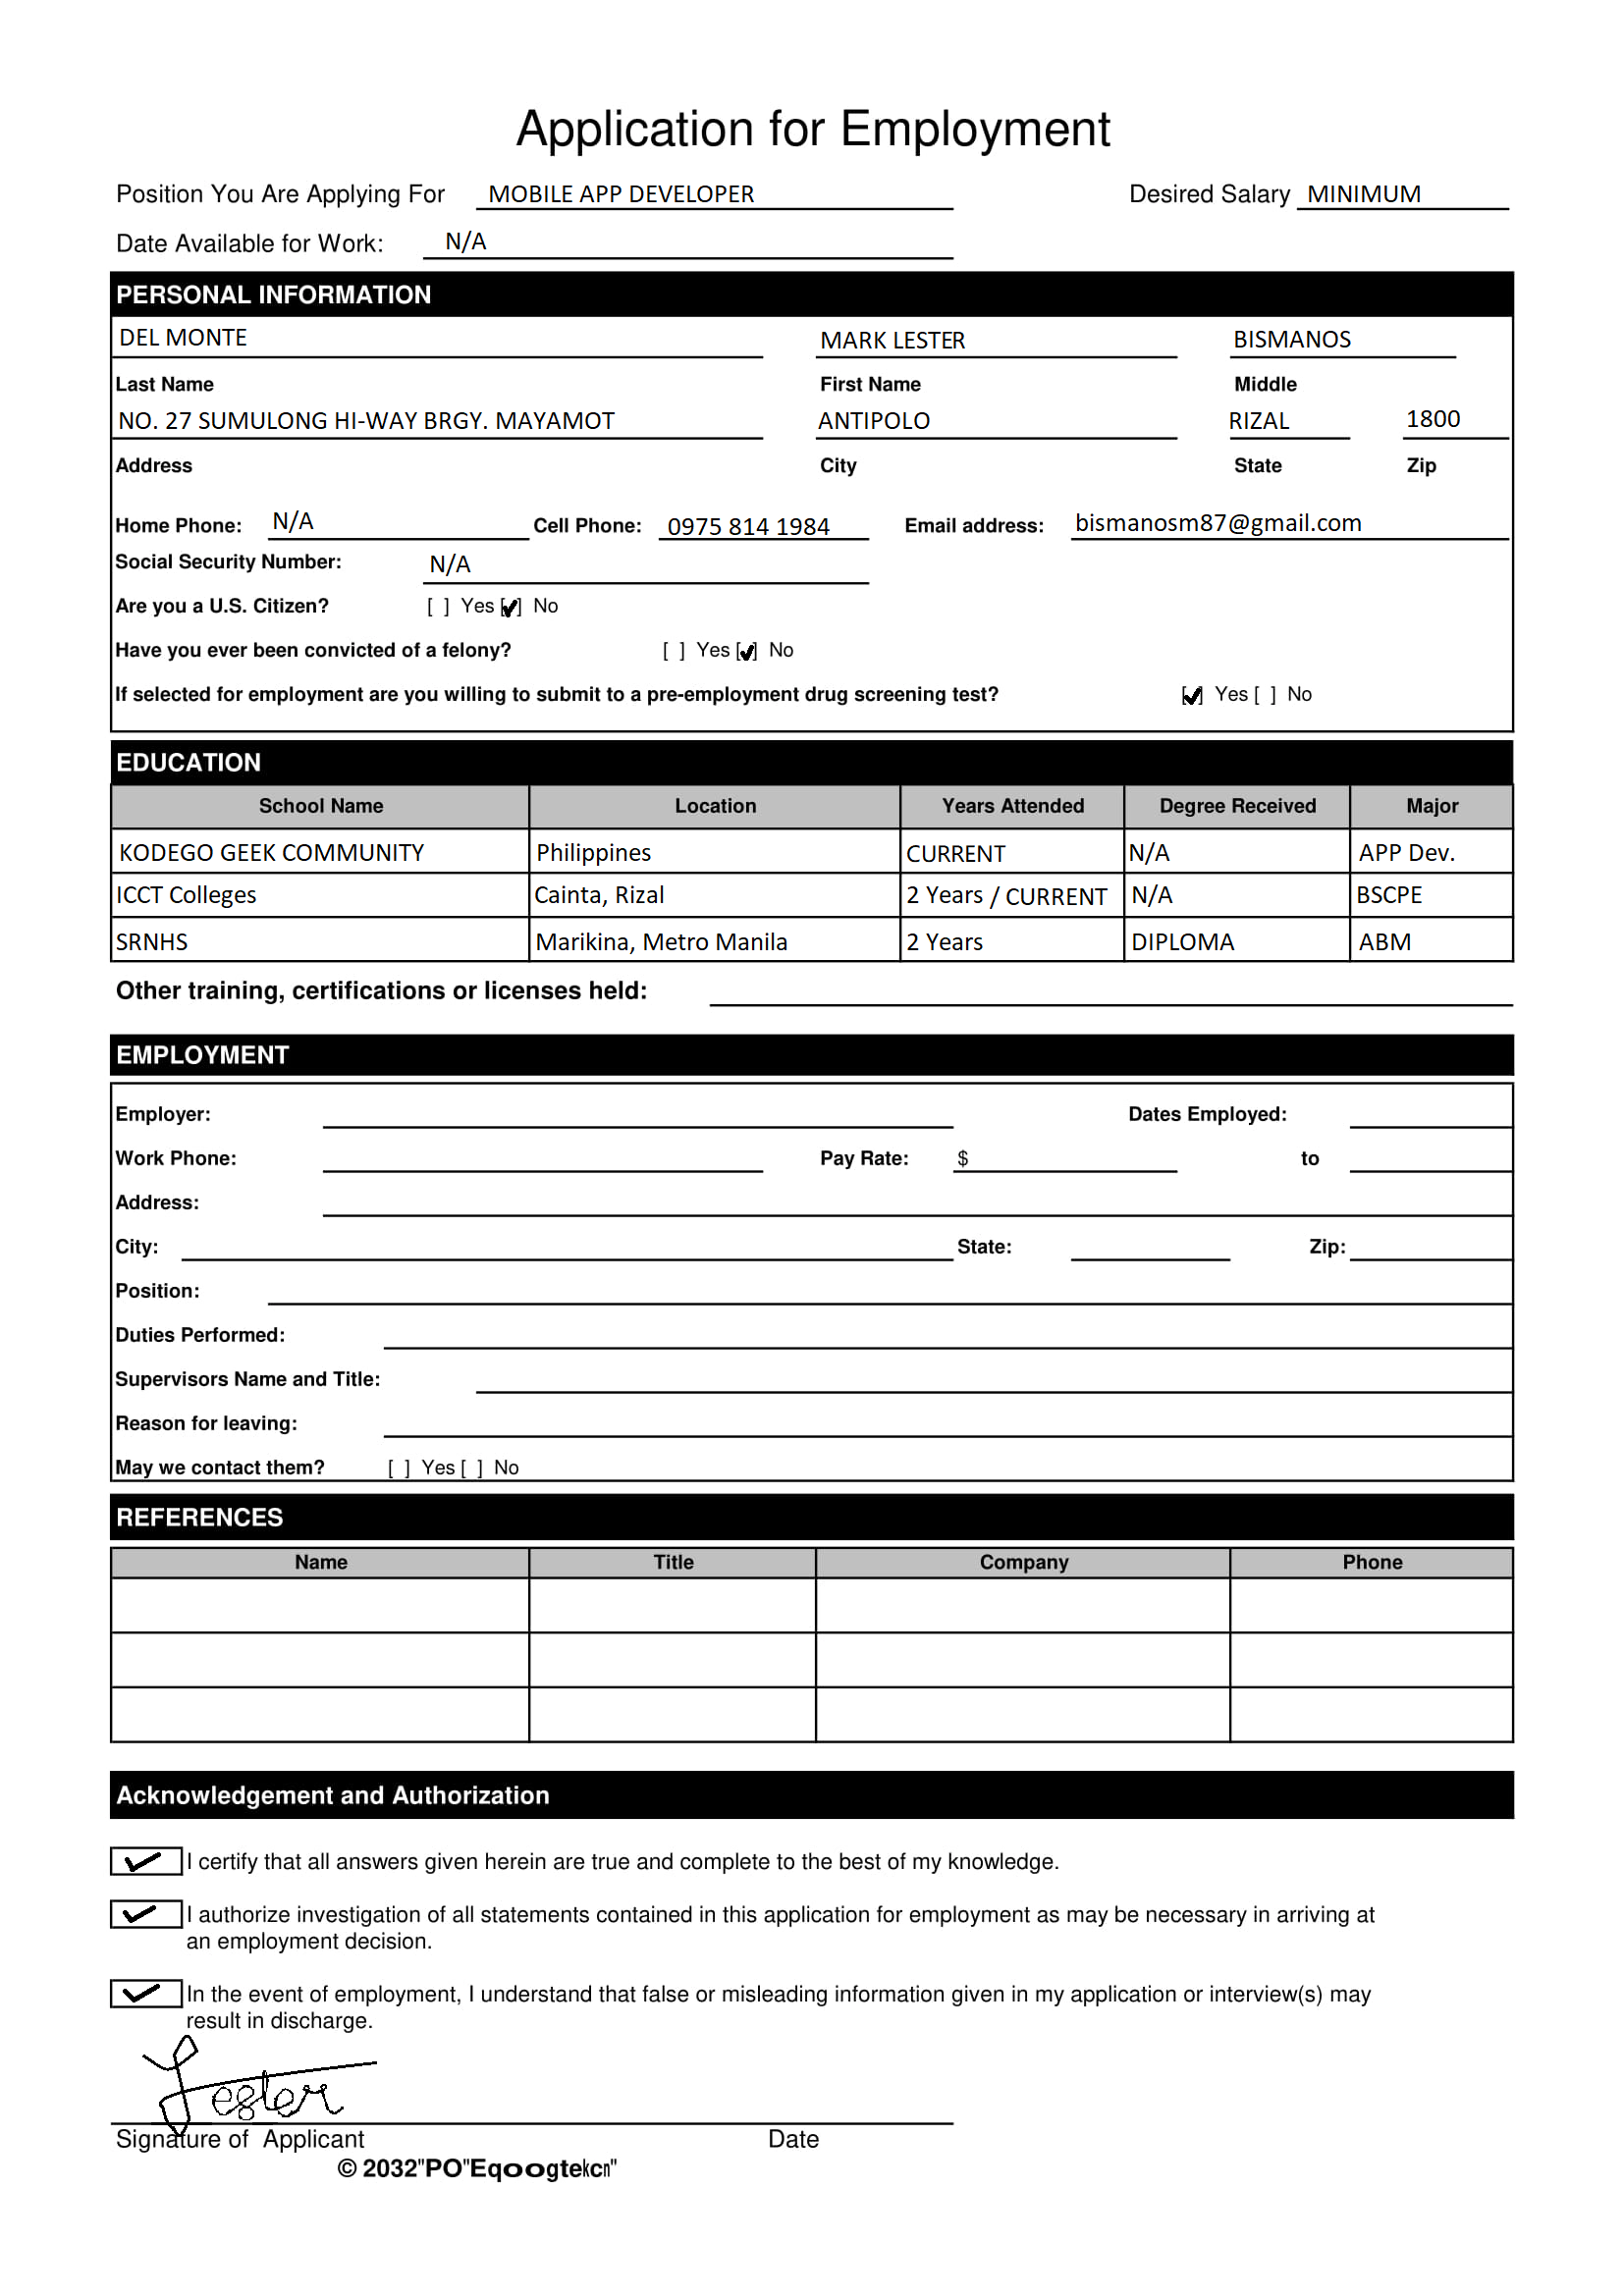 Application for Employment
Position You Are Applying For MOBILE APP DEVELOPER Desired Salary MINIMUM
Date Available for Work: N/A
PERSONAL INFORMATION
DEL MONTE MARK LESTER BISMANOS
Last Name First Name Middle
NO. 27 SUMULONG HI-WAY BRGY. MAYAMOT ANTIPOLO RIZAL 1800
Address City State Zip
Home Phone: N/A Cell Phone: 0975 814 1984 Email address: bismanosm87@gmail.com
Social Security Number: N/A
Are you a U.S. Citizen? [ ] Yes [✓] No
Have you ever been convicted of a felony? [ ] Yes [✓] No
If selected for employment are you willing to submit to a pre-employment drug screening test? [✓] Yes [ ] No
EDUCATION
School Name Location Years Attended Degree Received Major
KODEGO GEEK COMMUNITY Philippines CURRENT N/A APP Dev.
ICCT Colleges Cainta, Rizal 2 Years / CURRENT N/A BSCPE
SRNHS Marikina, Metro Manila 2 Years DIPLOMA ABM
Other training, certifications or licenses held:
EMPLOYMENT
Employer: Dates Employed:
Work Phone: Pay Rate: $ to
Address:
City: State: Zip:
Position:
Duties Performed:
Supervisors Name and Title:
Reason for leaving:
May we contact them? [ ] Yes [ ] No
REFERENCES
Name Title Company Phone
Acknowledgement and Authorization
✓ I certify that all answers given herein are true and complete to the best of my knowledge.
✓ I authorize investigation of all statements contained in this application for employment as may be necessary in arriving at
an employment decision.
✓ In the event of employment, I understand that false or misleading information given in my application or interview(s) may
result in discharge.
Lester
Signature of Applicant Date
© 2032"PO"Eqoogtekcn"